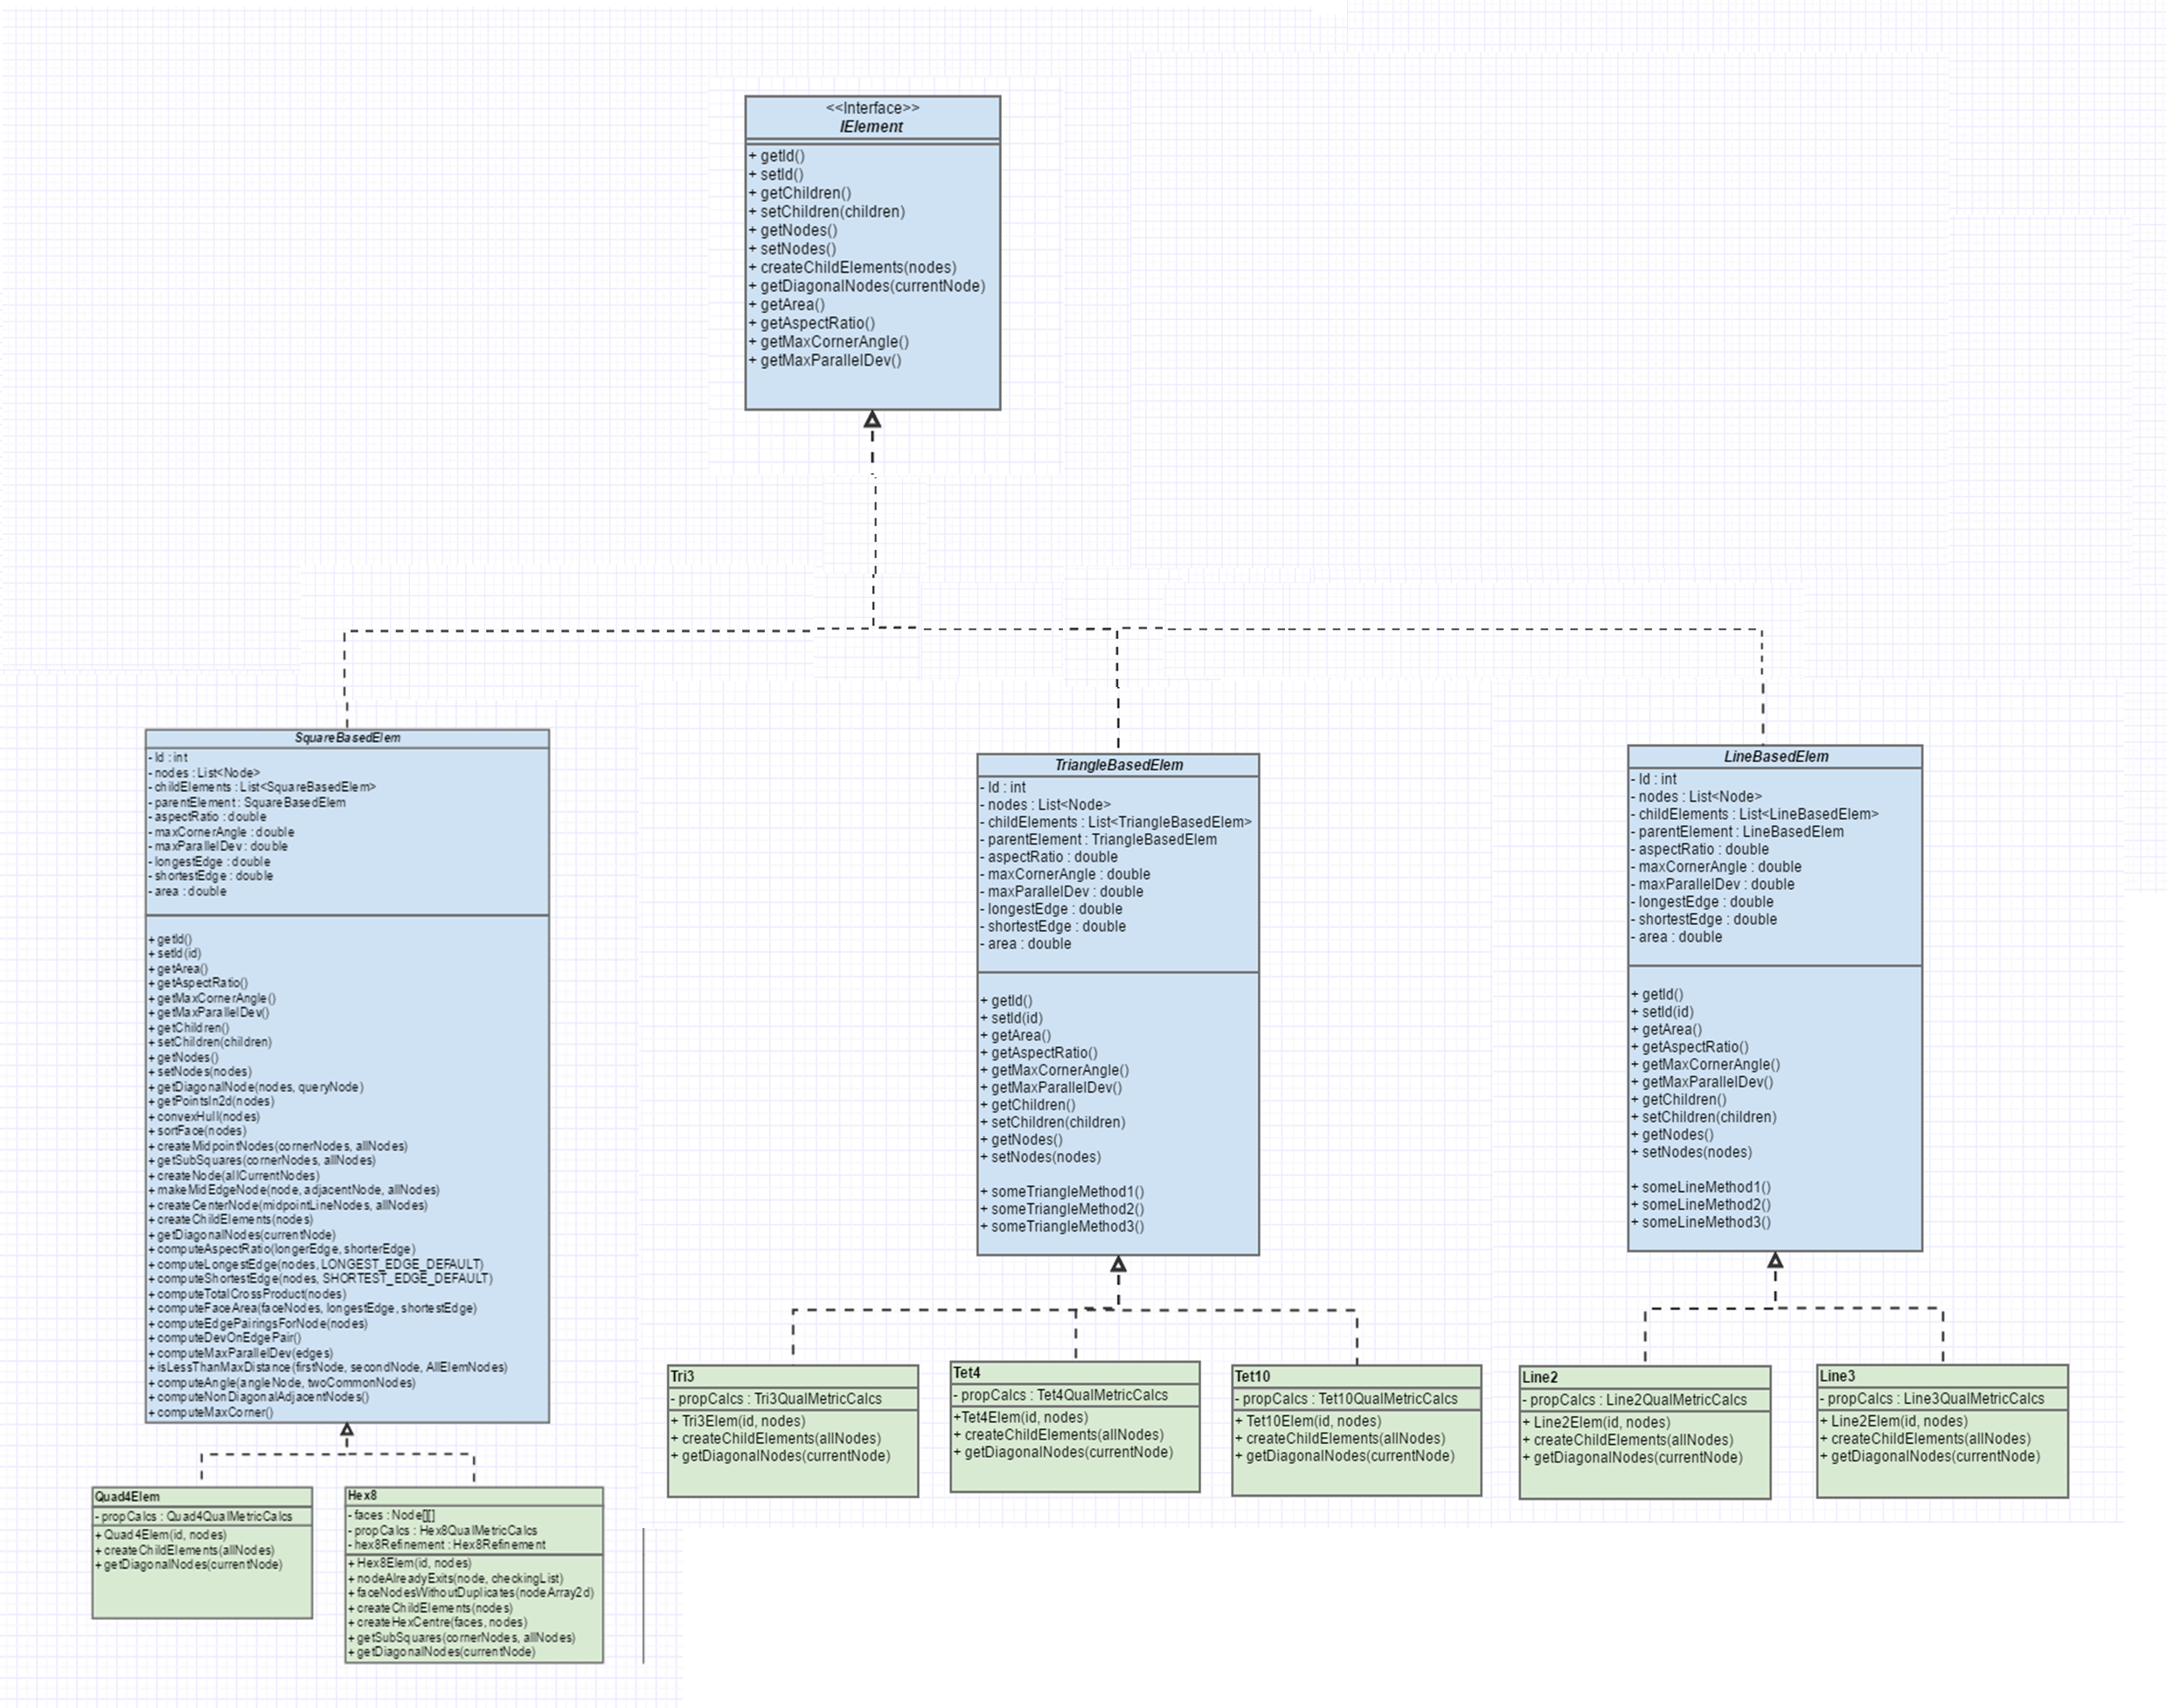 <<Interface>>
IElement
+ getId()
+ setId()
+ getChildren()
+ setChildren(children)
+ getNodes()
+ setNodes()
+ createChildElements(nodes)
+ getDiagonalNodes(currentNode)
+ getArea()
+ getAspectRatio()
+ getMaxCornerAngle()
+ getMaxParallelDev()
SquareBasedElem
- Id : int
- nodes : List<Node>
- childElements : List<SquareBasedElem>
- parentElement : SquareBasedElem
- aspectRatio : double
- maxCornerAngle : double
- maxParallelDev : double
- longestEdge : double
- shortestEdge : double
- area : double
+ getId()
+ setId(id)
+ getArea()
+ getAspectRatio()
+ getMaxCornerAngle()
+ getMaxParallelDev()
+ getChildren()
+ setChildren(children)
+ getNodes()
+ setNodes(nodes)
+ getDiagonalNode(nodes, queryNode)
+ getPointsIn2d(nodes)
+ convexHull(nodes)
+ sortFace(nodes)
+ createMidpointNodes(cornerNodes, allNodes)
+ getSubSquares(cornerNodes, allNodes)
+ createNode(allCurrentNodes)
+ makeMidEdgeNode(node, adjacentNode, allNodes)
+ createCenterNode(midpointLineNodes, allNodes)
+ createChildElements(nodes)
+ getDiagonalNodes(currentNode)
+ computeAspectRatio(longerEdge, shorterEdge)
+ computeLongestEdge(nodes, LONGEST_EDGE_DEFAULT)
+ computeShortestEdge(nodes, SHORTEST_EDGE_DEFAULT)
+ computeTotalCrossProduct(nodes)
+ computeFaceArea(faceNodes, longestEdge, shortestEdge)
+ computeEdgePairingsForNode(nodes)
+ computeDevOnEdgePair()
+ computeMaxParallelDev(edges)
+ isLessThanMaxDistance(firstNode, secondNode, AllElemNodes)
+ computeAngle(angleNode, twoCommonNodes)
+ computeNonDiagonalAdjacentNodes()
+ computeMaxCorner()
TriangleBasedElem
- Id : int
- nodes : List<Node>
- childElements : List<TriangleBasedElem>
- parentElement : TriangleBasedElem
- aspectRatio : double
- maxCornerAngle : double
- maxParallelDev : double
- longestEdge : double
- shortestEdge : double
- area : double
+ getId()
+ setId(id)
+ getArea()
+ getAspectRatio()
+ getMaxCornerAngle()
+ getMaxParallelDev()
+ getChildren()
+ setChildren(children)
+ getNodes()
+ setNodes(nodes)
+ someTriangleMethod1()
+ someTriangleMethod2()
+ someTriangleMethod3()
LineBasedElem
- Id : int
- nodes : List<Node>
- childElements : List<LineBasedElem>
- parentElement : LineBasedElem
- aspectRatio : double
- maxCornerAngle : double
- maxParallelDev : double
- longestEdge : double
- shortestEdge : double
- area : double
+ getId()
+ setId(id)
+ getArea()
+ getAspectRatio()
+ getMaxCornerAngle()
+ getMaxParallelDev()
+ getChildren()
+ setChildren(children)
+ getNodes()
+ setNodes(nodes)
+ someLineMethod1()
+ someLineMethod2()
+ someLineMethod3()
Quad4Elem
- propCalcs : Quad4QualMetricCalcs
+ Quad4Elem(id, nodes)
+ createChildElements(allNodes)
+ getDiagonalNodes(currentNode)
Hex8
- faces : Node[][]
- propCalcs : Hex8QualMetricCalcs
- hex8Refinement : Hex8Refinement
+ Hex8Elem(id, nodes)
+ nodeAlreadyExits(node, checkingList)
+ faceNodesWithoutDuplicates(nodeArray2d)
+ createChildElements(nodes)
+ createHexCentre(faces, nodes)
+ getSubSquares(cornerNodes, allNodes)
+ getDiagonalNodes(currentNode)
Tri3
- propCalcs : Tri3QualMetricCalcs
+ Tri3Elem(id, nodes)
+ createChildElements(allNodes)
+ getDiagonalNodes(currentNode)
Tet4
- propCalcs : Tet4QualMetricCalcs
+Tet4Elem(id, nodes)
+ createChildElements(allNodes)
+ getDiagonalNodes(currentNode)
Tet10
- propCalcs : Tet10QualMetricCalcs
+ Tet10Elem(id, nodes)
+ createChildElements(allNodes)
+ getDiagonalNodes(currentNode)
Line2
- propCalcs : Line2QualMetricCalcs
+ Line2Elem(id, nodes)
+ createChildElements(allNodes)
+ getDiagonalNodes(currentNode)
Line3
- propCalcs : Line3QualMetricCalcs
+ Line2Elem(id, nodes)
+ createChildElements(allNodes)
+ getDiagonalNodes(currentNode)